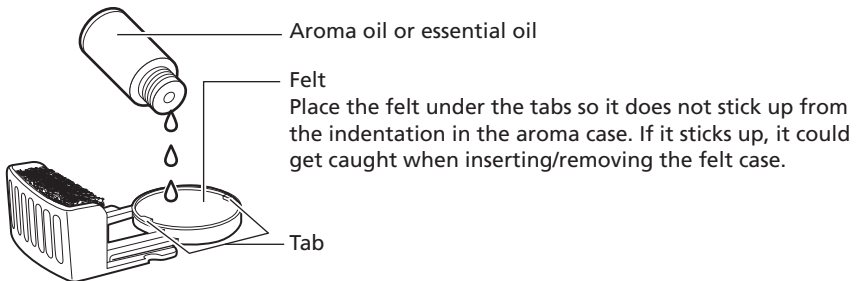 Aroma oil or essential oil
Felt
Place the felt under the tabs so it does not stick up from
the indentation in the aroma case. If it sticks up, it could
get caught when inserting/removing the felt case.
Tab